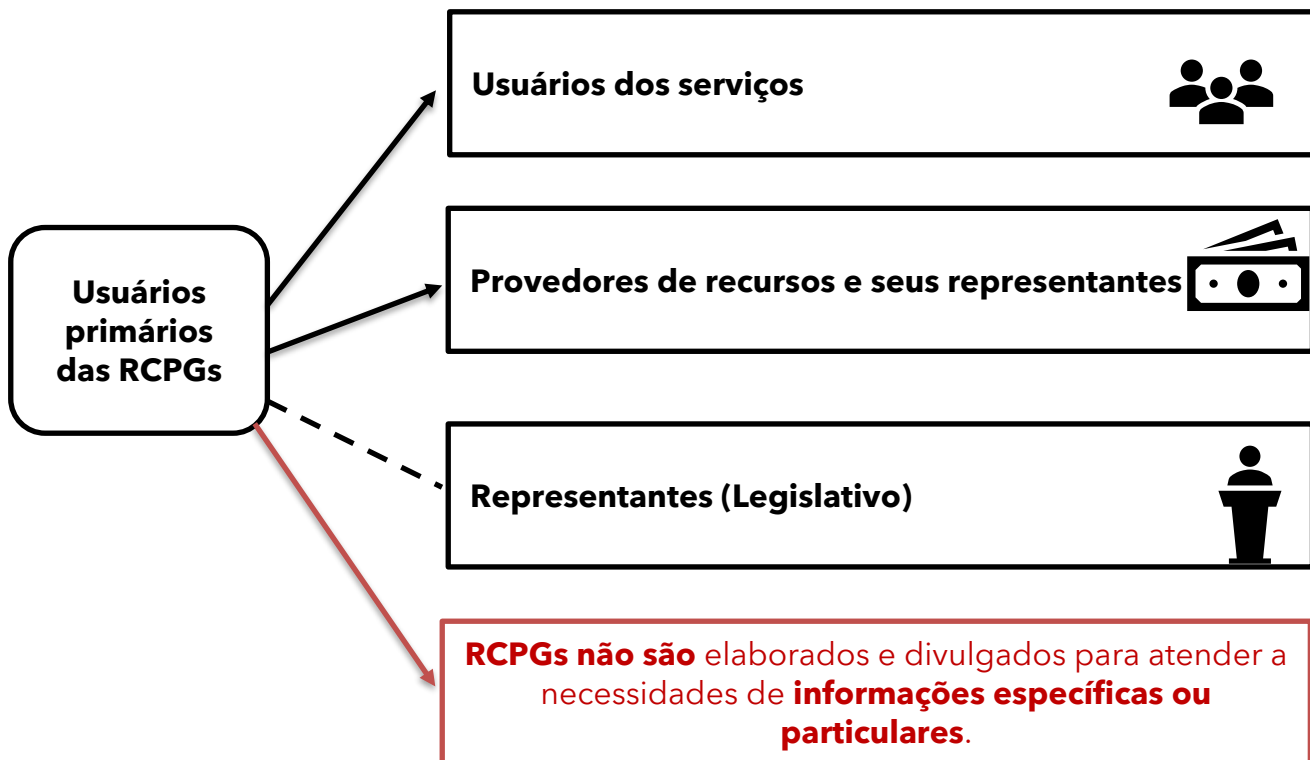 Usuários dos serviços
Provedores de recursos e seus representantes
Usuários
primários
das RCPGs
Representantes (Legislativo)
RCPGs não são elaborados e divulgados para atender a
necessidades de informações específicas ou
particulares.